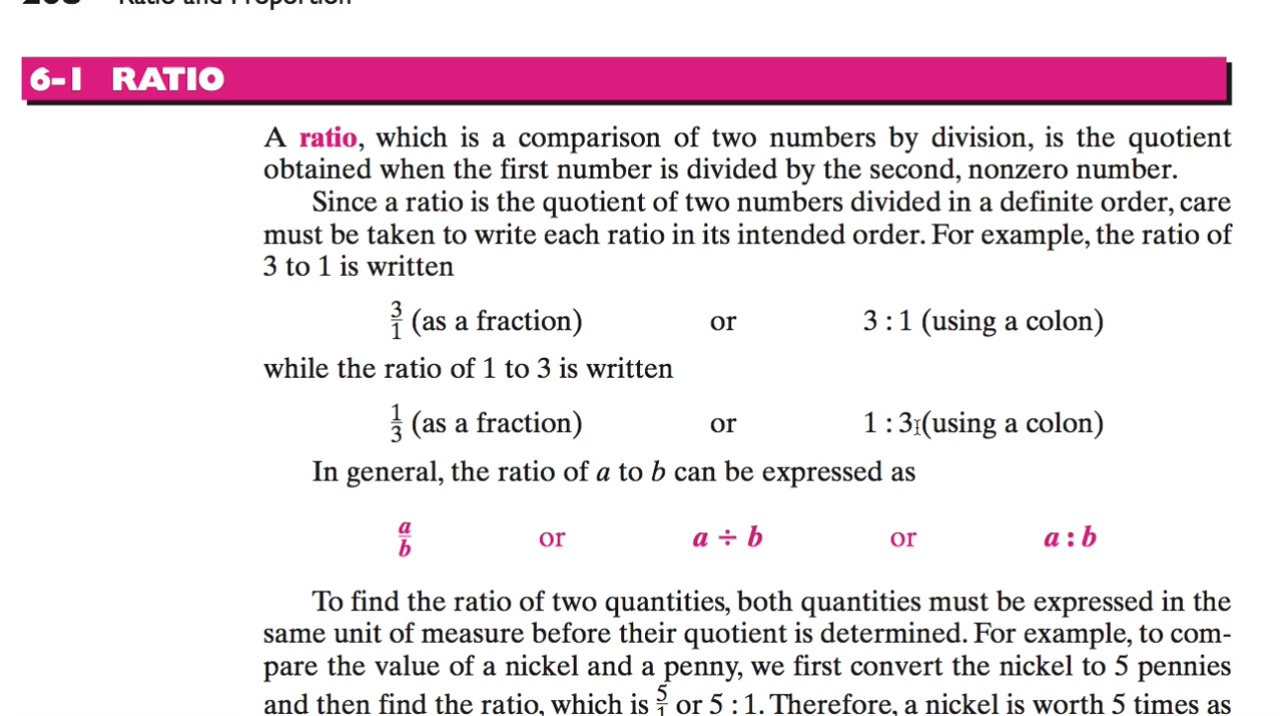 Ratio and Proportion
6-1 RATIO
A ratio, which is a comparison of two numbers by division, is the quotient
obtained when the first number is divided by the second, nonzero number.
Since a ratio is the quotient of two numbers divided in a definite order, care
must be taken to write each ratio in its intended order. For example, the ratio of
3 to 1 is written
3/1 (as a fraction) or 3 : 1 (using a colon)
while the ratio of 1 to 3 is written
1/3 (as a fraction) or 1 : 3 (using a colon)
In general, the ratio of a to b can be expressed as
a/b or a ÷ b or a : b
To find the ratio of two quantities, both quantities must be expressed in the
same unit of measure before their quotient is determined. For example, to com-
pare the value of a nickel and a penny, we first convert the nickel to 5 pennies
and then find the ratio, which is 5/1 or 5 : 1. Therefore, a nickel is worth 5 times as